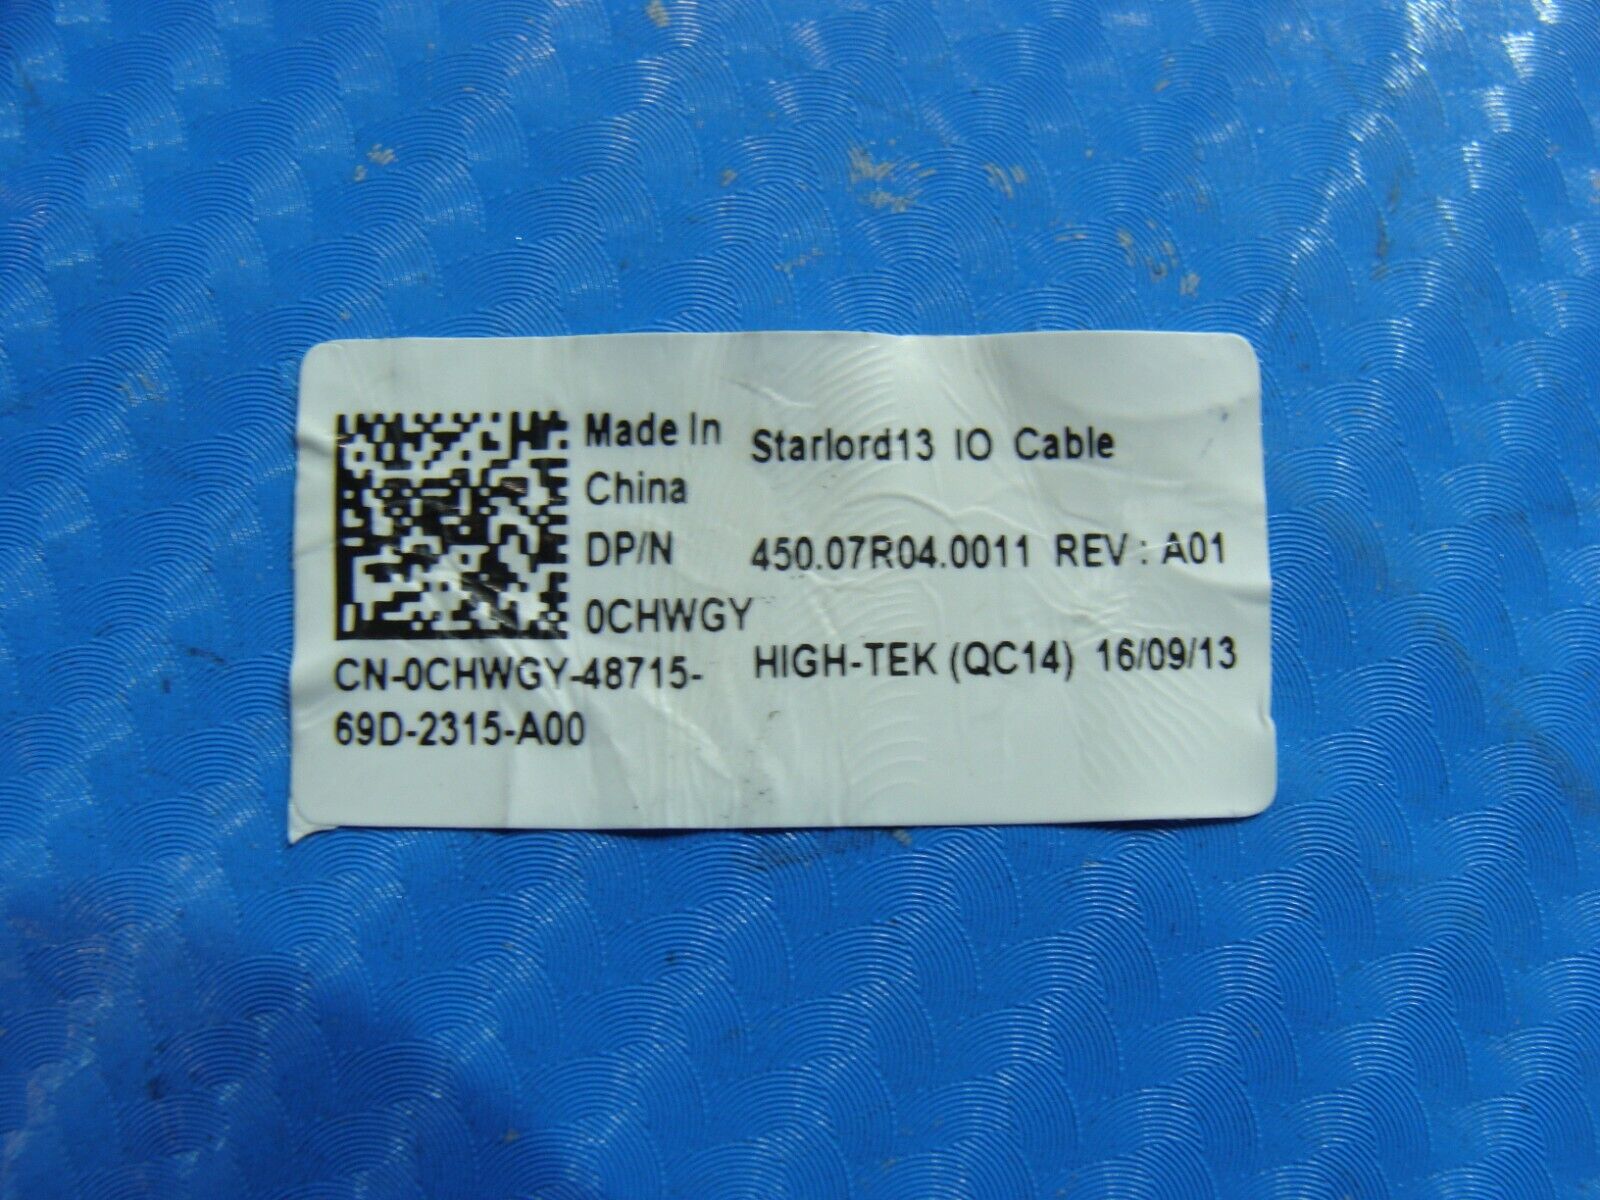 Made In
China
DP/N
0CHWGY
CN-0CHWGY-48715-
69D-2315-A00
Starlord13 IO Cable
450.07R04.0011 REV : A01
HIGH-TEK (QC14) 16/09/13